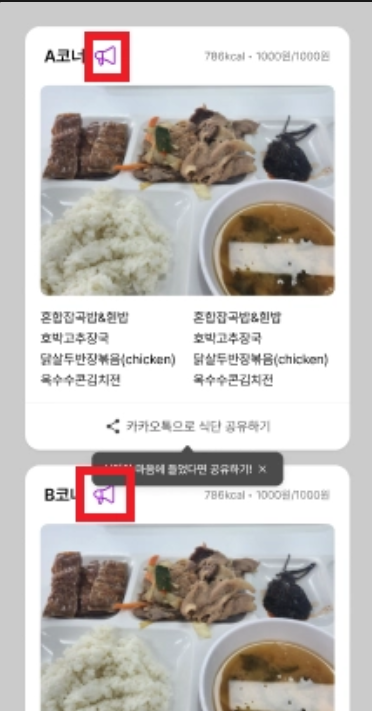 A코너
786kcal • 1000원/1000원
혼합잡곡밥&흰밥 혼합잡곡밥&흰밥
호박고추장국 호박고추장국
닭살두반장볶음(chicken) 닭살두반장볶음(chicken)
옥수수콘김치전 옥수수콘김치전
카카오톡으로 식단 공유하기
마음에 들었다면 공유하기! ×
B코너
786kcal • 1000원/1000원